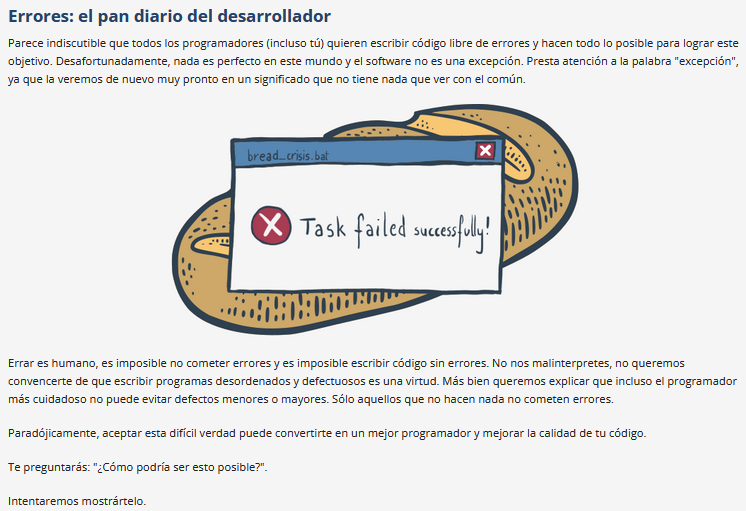 Errores: el pan diario del desarrollador
Parece indiscutible que todos los programadores (incluso tú) quieren escribir código libre de errores y hacen todo lo posible para lograr este
objetivo. Desafortunadamente, nada es perfecto en este mundo y el software no es una excepción. Presta atención a la palabra "excepción",
ya que la veremos de nuevo muy pronto en un significado que no tiene nada que ver con el común.
bread_crisis.bat
Task failed successfully!
Errar es humano, es imposible no cometer errores y es imposible escribir código sin errores. No nos malinterpretes, no queremos
convencerte de que escribir programas desordenados y defectuosos es una virtud. Más bien queremos explicar que incluso el programador
más cuidadoso no puede evitar defectos menores o mayores. Sólo aquellos que no hacen nada no cometen errores.
Paradójicamente, aceptar esta difícil verdad puede convertirte en un mejor programador y mejorar la calidad de tu código.
Te preguntarás: "¿Cómo podría ser esto posible?".
Intentaremos mostrártelo.